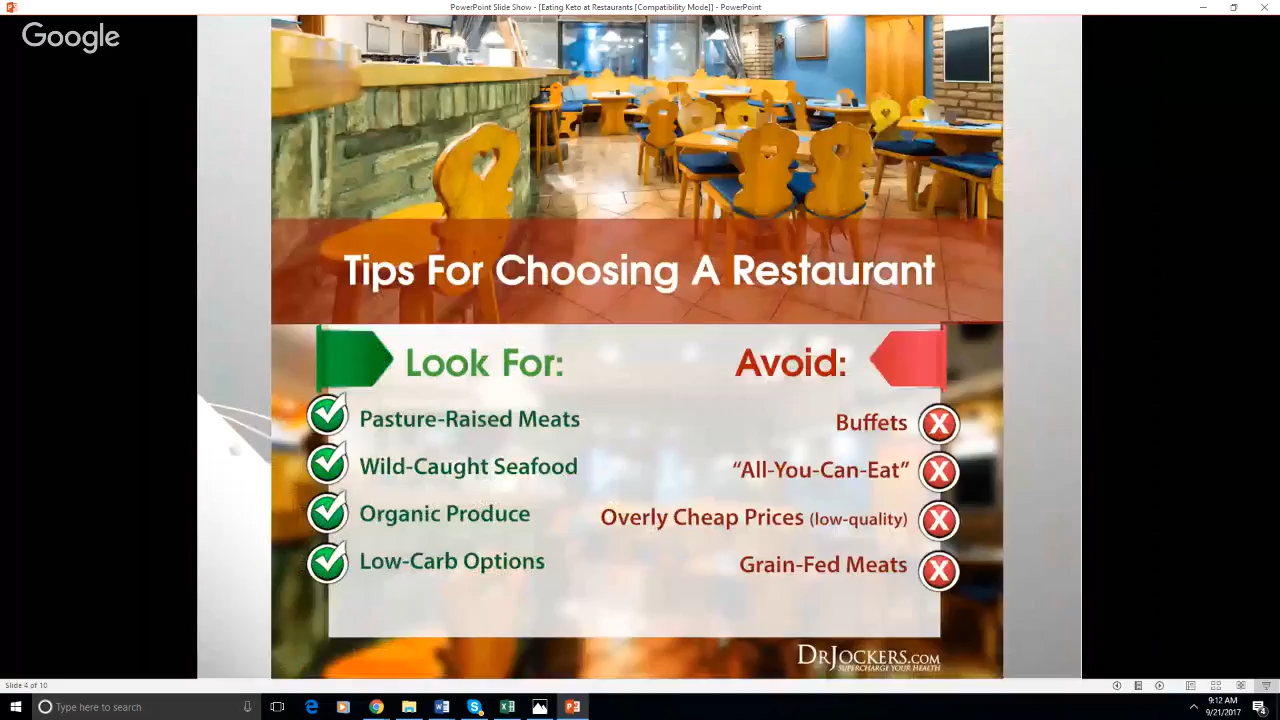 PowerPoint Slide Show - [Eating Keto at Restaurants [Compatibility Mode]] - PowerPoint
Google
Tips For Choosing A Restaurant
Look For:
Pasture-Raised Meats
Wild-Caught Seafood
Organic Produce
Low-Carb Options
Avoid:
Buffets
“All-You-Can-Eat”
Overly Cheap Prices (low-quality)
Grain-Fed Meats
DRJOCKERS.COM
SUPERCHARGE YOUR HEALTH
Slide 4 of 10
Type here to search
9:12 AM
9/21/2017